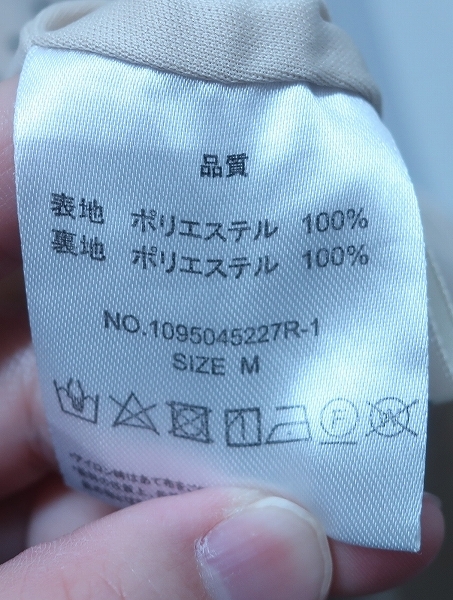 品質
表地 ポリエステル 100%
裏地 ポリエステル 100%
NO.1095045227R-1
SIZE M
F
W